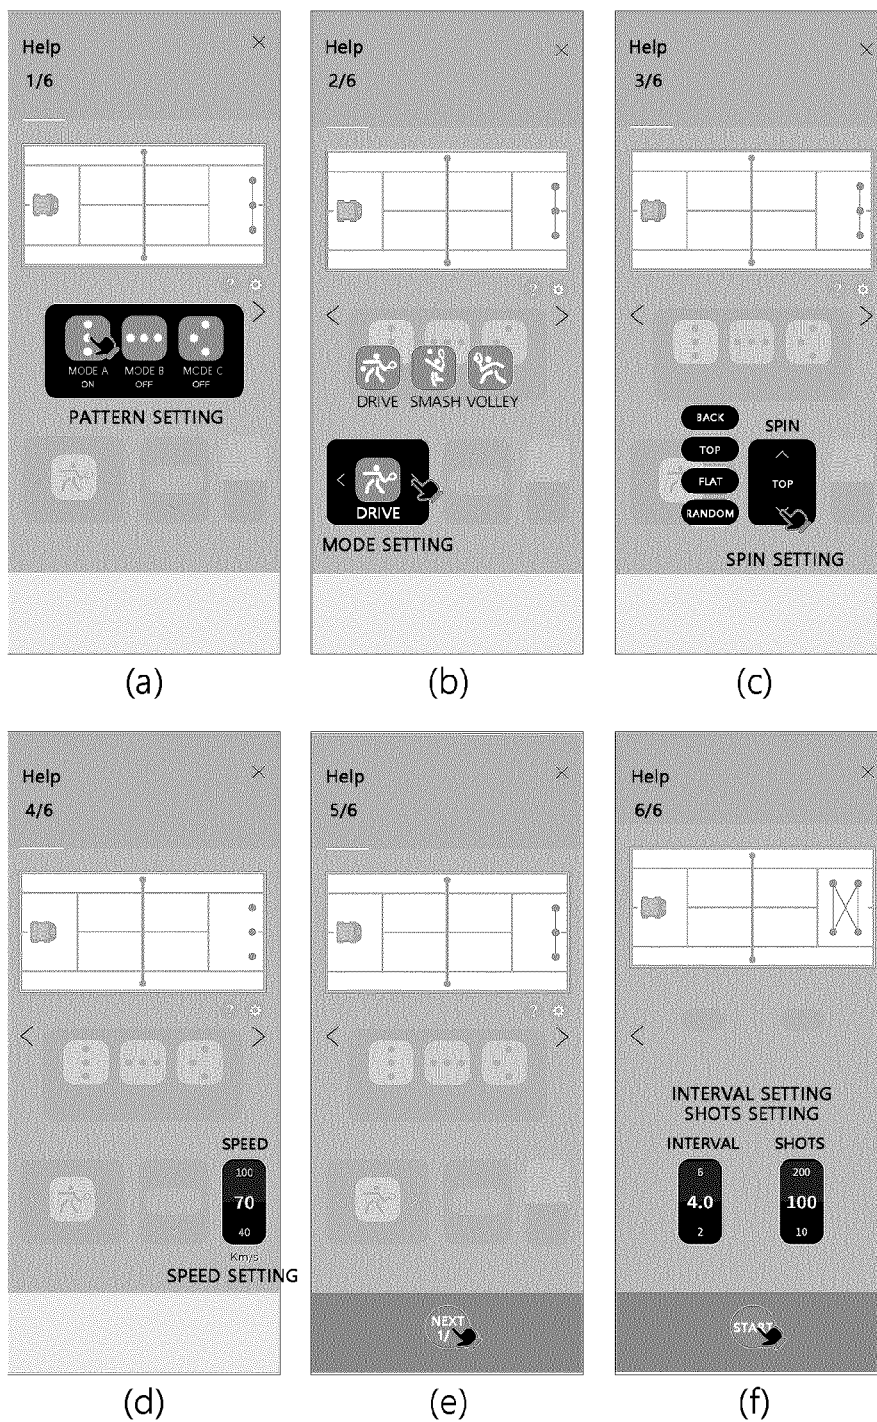 Help
1/6
?
MODE A
MODE B
MODE C
ON
OFF
OFF
PATTERN SETTING
(a)
Help
2/6
?
DRIVE
SMASH
VOLLEY
DRIVE
MODE SETTING
(b)
Help
3/6
?
BACK
TOP
FLAT
RANDOM
SPIN
TOP
SPIN SETTING
(c)
Help
4/6
?
SPEED
100
70
40
Km/s
SPEED SETTING
(d)
Help
5/6
?
NEXT
1/
(e)
Help
6/6
INTERVAL SETTING
SHOTS SETTING
INTERVAL
SHOTS
6
200
4.0
100
2
10
START
(f)